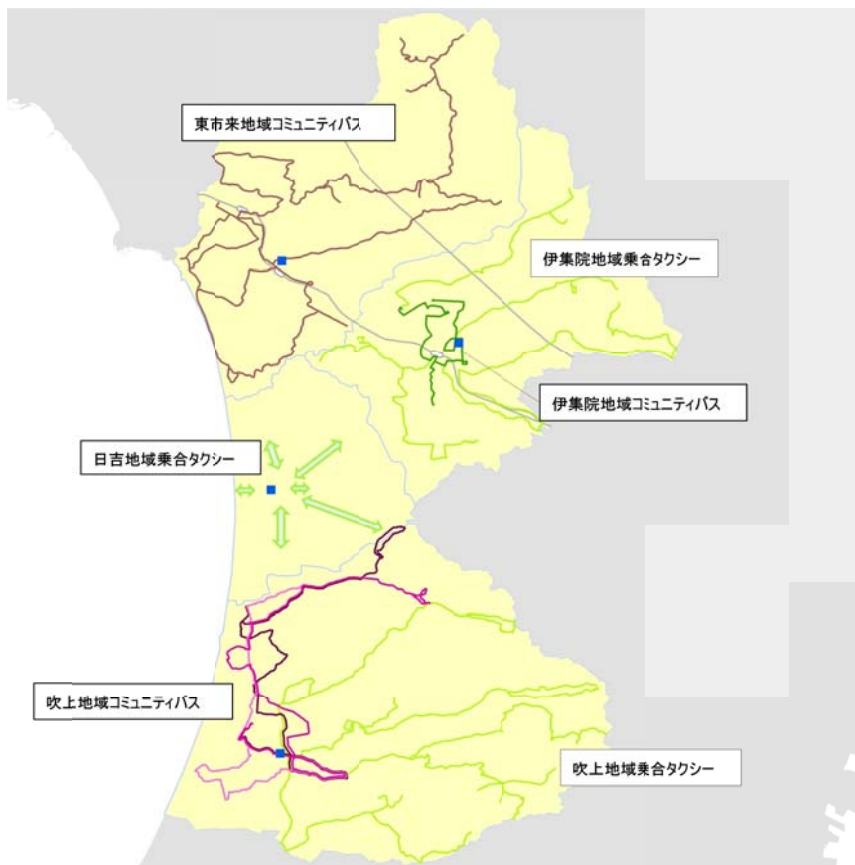 東市来地域コミュニティバス
伊集院地域乗合タクシー
伊集院地域コミュニティバス
日吉地域乗合タクシー
吹上地域コミュニティバス
吹上地域乗合タクシー